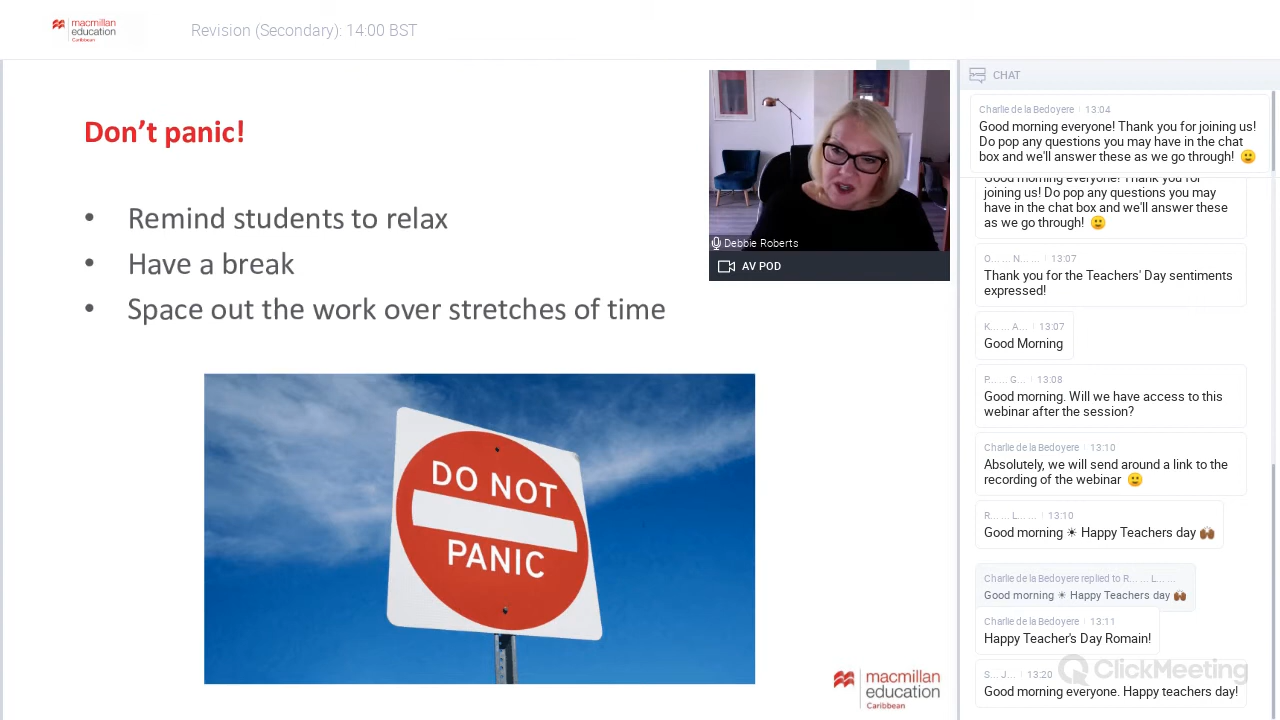 macmillan
education
Caribbean
Revision (Secondary): 14:00 BST
Don't panic!
• Remind students to relax
• Have a break
• Space out the work over stretches of time
DO NOT
PANIC
macmillan
education
Caribbean
Debbie Roberts
AV POD
CHAT
Charlie de la Bedoyere 13:04
Good morning everyone! Thank you for joining us!
Do pop any questions you may have in the chat
box and we'll answer these as we go through! 🙂
Good morning everyone! Thank you for
joining us! Do pop any questions you may
have in the chat box and we'll answer these
as we go through! 🙂
O... ... N... ... 13:07
Thank you for the Teachers' Day sentiments
expressed!
K... ... A... 13:07
Good Morning
P... ... G... 13:08
Good morning. Will we have access to this
webinar after the session?
Charlie de la Bedoyere 13:10
Absolutely, we will send around a link to the
recording of the webinar 🙂
R... ... L... ... 13:10
Good morning ☀ Happy Teachers day 🙌🏾
Charlie de la Bedoyere replied to R... ... L... ...
Good morning ☀ Happy Teachers day 🙌🏾
Charlie de la Bedoyere 13:11
Happy Teacher's Day Romain!
S... J... 13:20
Good morning everyone. Happy teachers day!
ClickMeeting